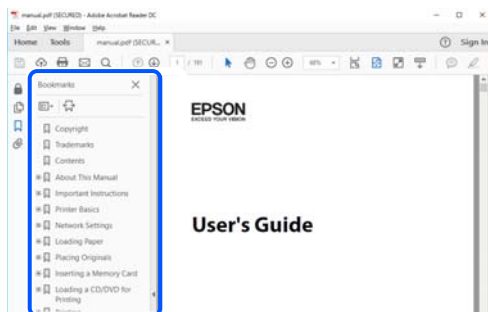 manual.pdf (SECURED) - Adobe Acrobat Reader DC
File Edit View Window Help
Home Tools manual.pdf (SECUR... × Sign In
1 / 191
Bookmarks
Copyright
Trademarks
Contents
About This Manual
Important Instructions
Printer Basics
Network Settings
Loading Paper
Placing Originals
Inserting a Memory Card
Loading a CD/DVD for
Printing
EPSON
EXCEED YOUR VISION
User's Guide